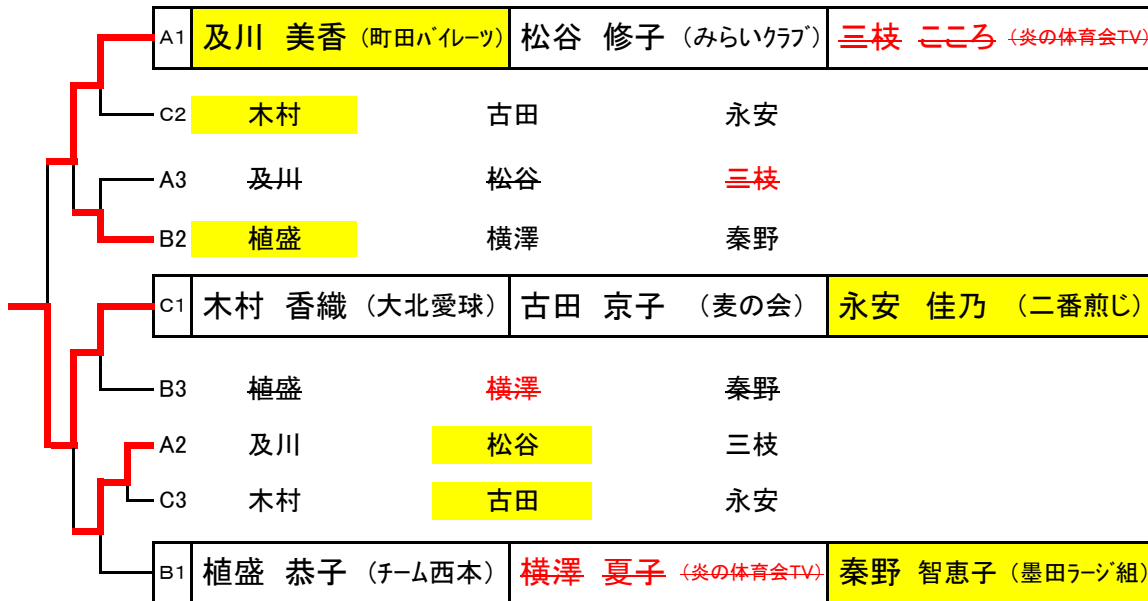 A1 及川 美香 (町田バイレーツ) 松谷 修子 (みらいクラブ) 三枝 こころ (炎の体育会TV)
C2 木村 古田 永安
A3 及川 松谷 三枝
B2 植盛 横澤 秦野
C1 木村 香織 (大北愛球) 古田 京子 (麦の会) 永安 佳乃 (二番煎じ)
B3 植盛 横澤 秦野
A2 及川 松谷 三枝
C3 木村 古田 永安
B1 植盛 恭子 (チーム西本) 横澤 夏子 (炎の体育会TV) 秦野 智恵子 (墨田ラージ組)